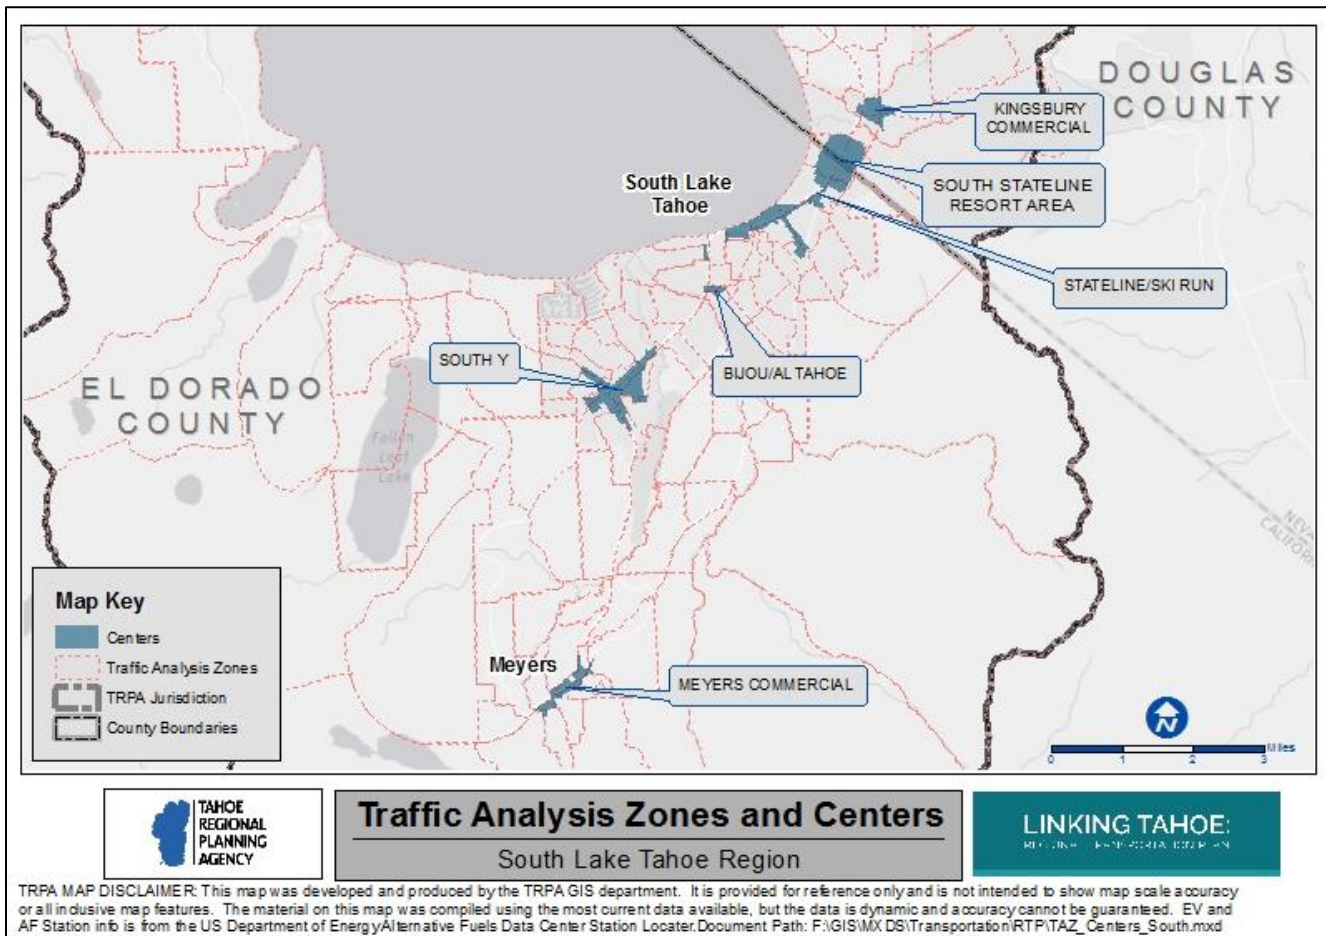 DOUGLAS
COUNTY
KINGSBURY
COMMERCIAL
South Lake
Tahoe
SOUTH STATELINE
RESORT AREA
STATELINE/SKI RUN
SOUTH Y
BIJOU/AL TAHOE
EL DORADO
COUNTY
Fallen
Leaf
Lake
CALIFORNIA
Map Key
Centers
Traffic Analysis Zones
TRPA Jurisdiction
County Boundaries
Meyers
MEYERS COMMERCIAL
N
Miles
0 1 2 3
TAHOE
REGIONAL
PLANNING
AGENCY
Traffic Analysis Zones and Centers
South Lake Tahoe Region
LINKING TAHOE:
REGIONAL TRANSPORTATION PLAN
TRPA MAP DISCLAIMER: This map was developed and produced by the TRPA GIS department. It is provided for reference only and is not intended to show map scale accuracy
or all inclusive map features. The material on this map was compiled using the most current data available, but the data is dynamic and accuracy cannot be guaranteed. EV and
AF Station info is from the US Department of Energy Alternative Fuels Data Center Station Locater. Document Path: F:\GIS\MXDS\Transportation\RTP\TAZ_Centers_South.mxd